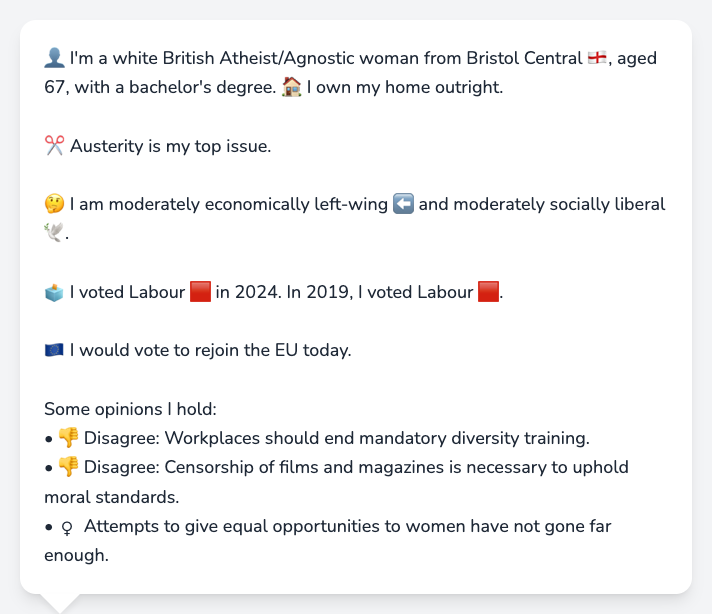 👤 I'm a white British Atheist/Agnostic woman from Bristol Central 🏴󠁧󠁢󠁥󠁮󠁧󠁿, aged
67, with a bachelor's degree. 🏠 I own my home outright.
✂️ Austerity is my top issue.
🤔 I am moderately economically left-wing ⬅️ and moderately socially liberal
🕊️.
🗳️ I voted Labour 🟥 in 2024. In 2019, I voted Labour 🟥.
🇪🇺 I would vote to rejoin the EU today.
Some opinions I hold:
• 👎 Disagree: Workplaces should end mandatory diversity training.
• 👎 Disagree: Censorship of films and magazines is necessary to uphold
moral standards.
• ♀ Attempts to give equal opportunities to women have not gone far
enough.